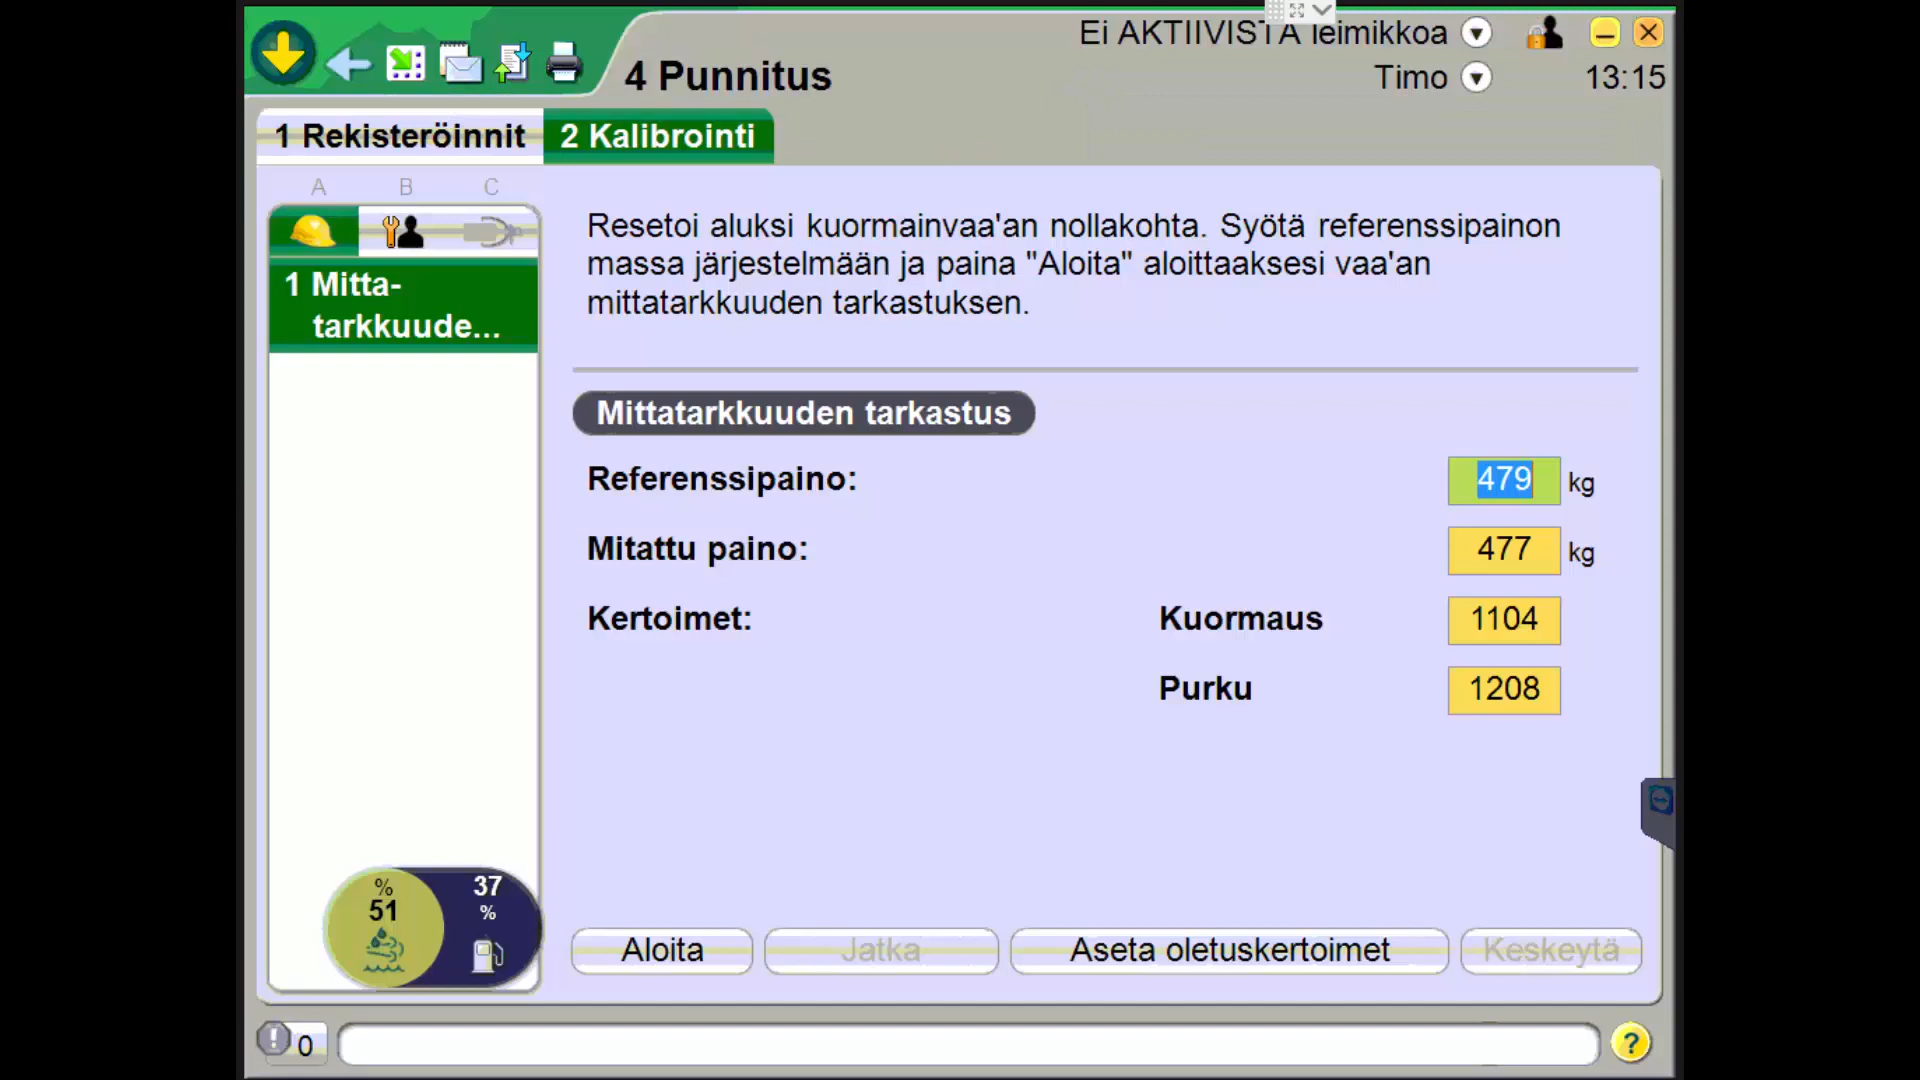 Ei AKTIIVISTA leimikkoa
4 Punnitus
Timo
13:15
1 Rekisteröinnit
2 Kalibrointi
A B C
1 Mitta-
tarkkuude...
Resetoi aluksi kuormainvaa'an nollakohta. Syötä referenssipainon
massa järjestelmään ja paina "Aloita" aloittaaksesi vaa'an
mittatarkkuuden tarkastuksen.
Mittatarkkuuden tarkastus
Referenssipaino: 479 kg
Mitattu paino: 477 kg
Kertoimet: Kuormaus 1104
Purku 1208
% 37
51 %
Aloita Jatka Aseta oletuskertoimet Keskeytä
! 0 ?